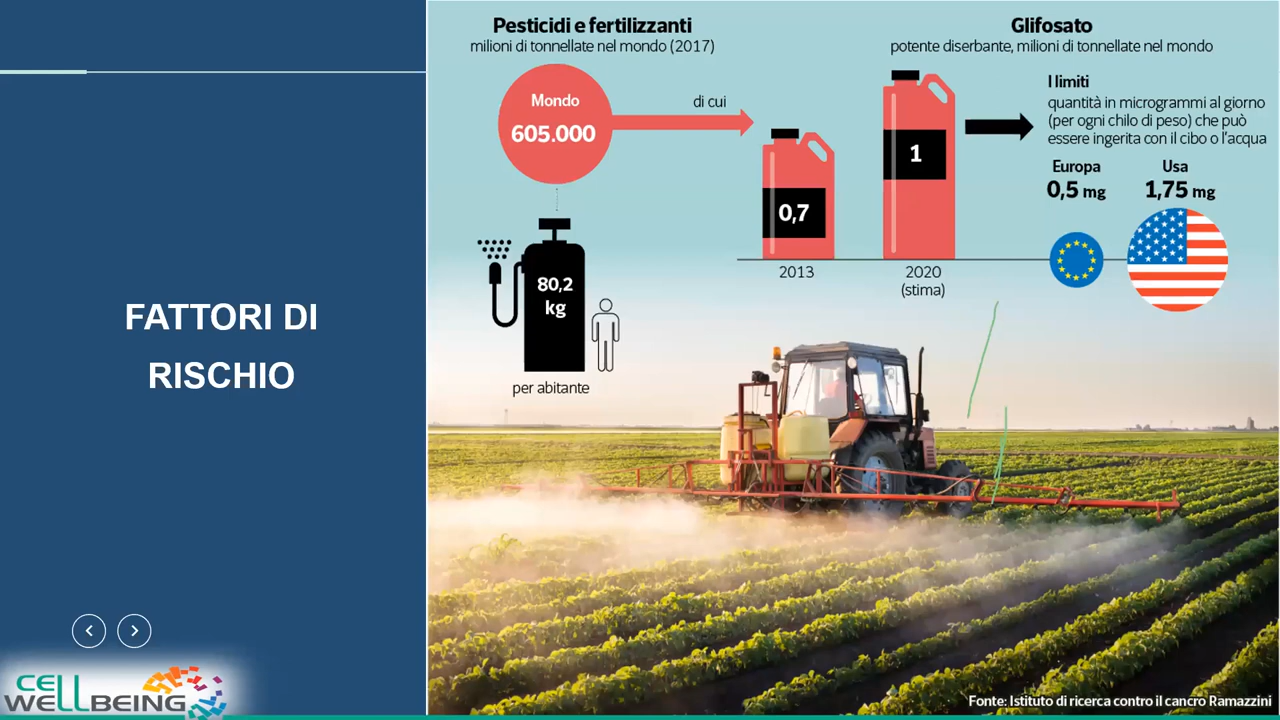 FATTORI DI
RISCHIO
CELL
WELLBEING
Pesticidi e fertilizzanti
milioni di tonnellate nel mondo (2017)
Mondo
605.000
di cui
80,2
kg
per abitante
Glifosato
potente diserbante, milioni di tonnellate nel mondo
0,7
2013
1
2020
(stima)
I limiti
quantità in microgrammi al giorno
(per ogni chilo di peso) che può
essere ingerita con il cibo o l'acqua
Europa
0,5 mg
Usa
1,75 mg
Fonte: Istituto di ricerca contro il cancro Ramazzini